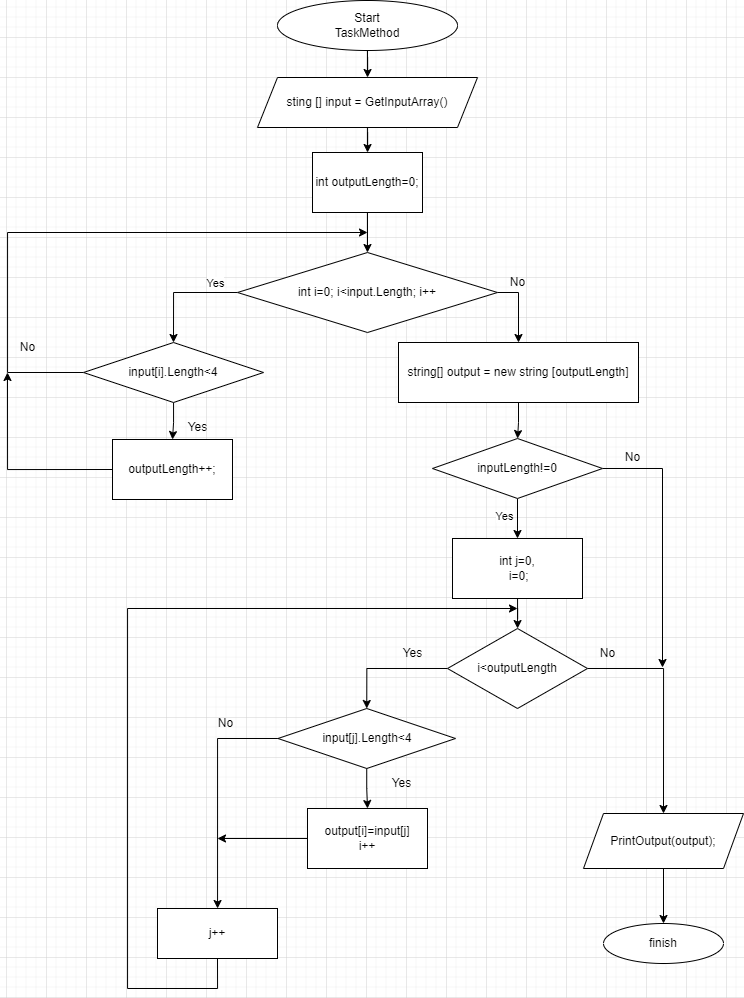 Start
TaskMethod
sting [] input = GetInputArray()
int outputLength=0;
Yes
int i=0; i<input.Length; i++
No
No
input[i].Length<4
string[] output = new string [outputLength]
Yes
outputLength++;
inputLength!=0
No
Yes
int j=0,
i=0;
Yes
i<outputLength
No
No
input[j].Length<4
Yes
output[i]=input[j]
i++
PrintOutput(output);
j++
finish